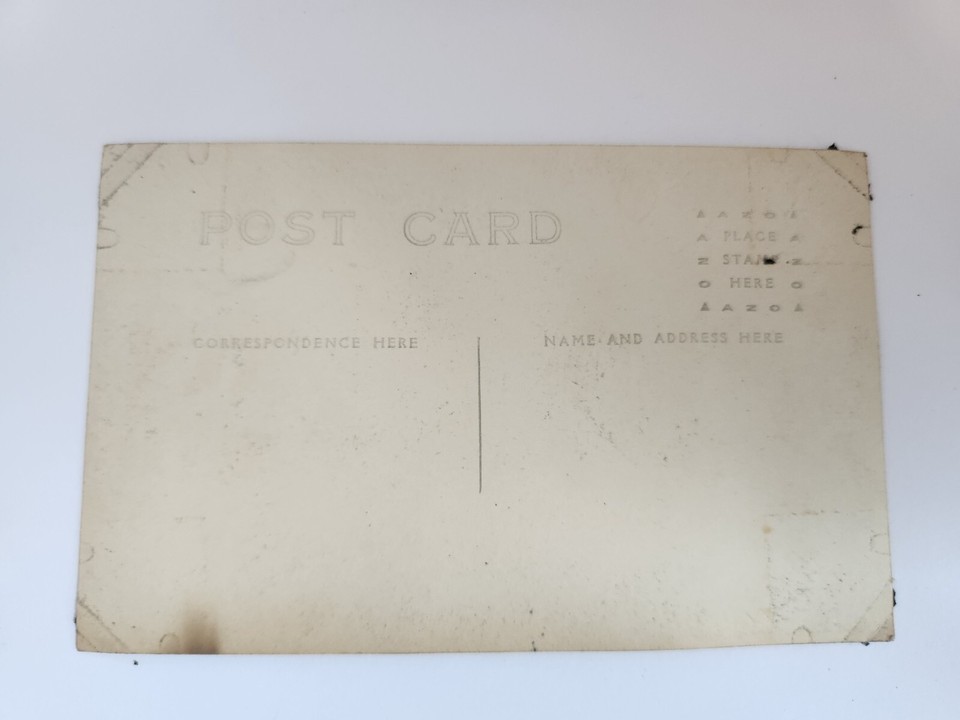 POST CARD
▲ A Z O ▲
A PLACE A
Z STAMP Z
O HERE O
▲ A Z O ▲
CORRESPONDENCE HERE
NAME AND ADDRESS HERE